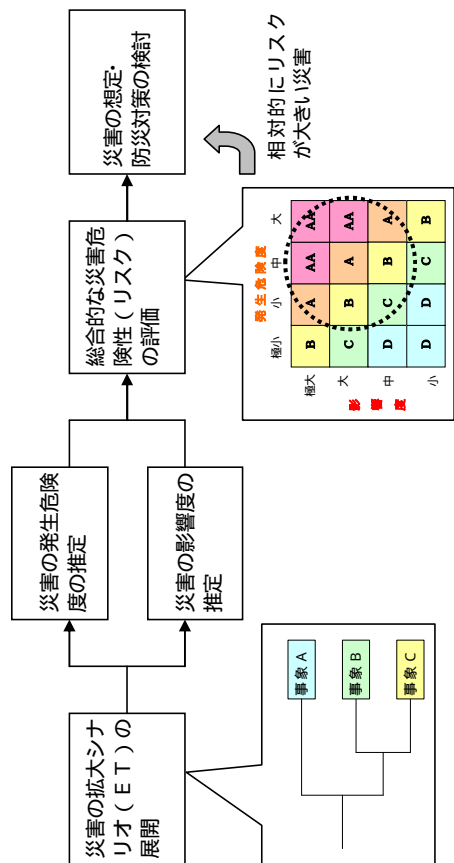 災害の拡大シナ
リオ(ET)の
展開
災害の発生危険
度の推定
災害の影響度の
推定
総合的な災害危
険性(リスク)
の評価
災害の想定・
防災対策の検討
相対的にリスク
が大きい災害
事象A
事象B
事象C
発生危険度
極小 小 中 大
影響度
極大 B A AA AA
大 C B A AA
中 D C B A
小 D D C B